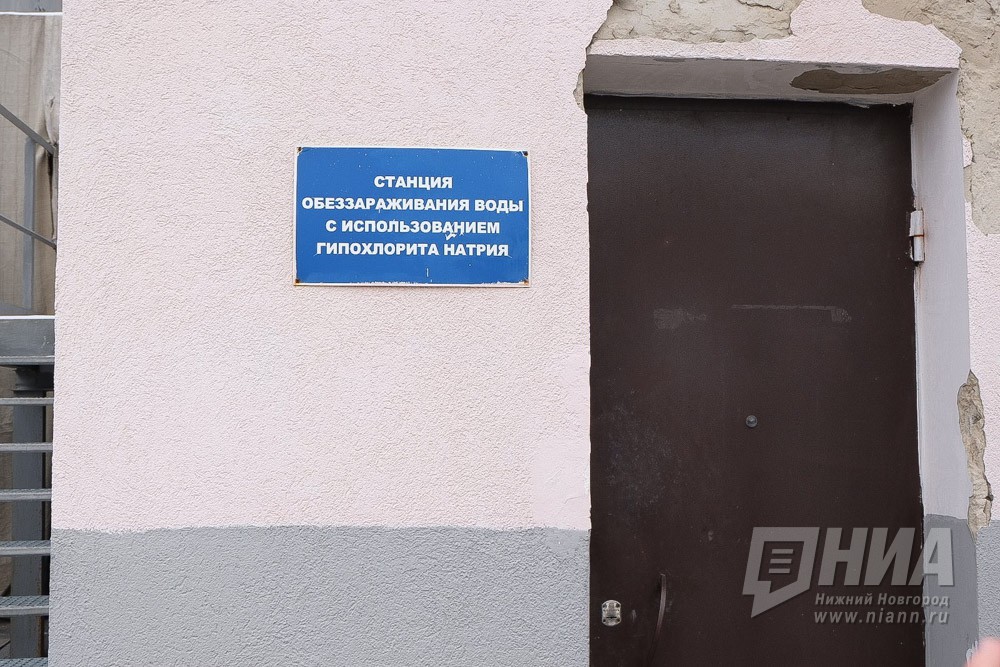 СТАНЦИЯ
ОБЕЗЗАРАЖИВАНИЯ ВОДЫ
С ИСПОЛЬЗОВАНИЕМ
ГИПОХЛОРИТА НАТРИЯ
НИА
Нижний Новгород
www.niann.ru